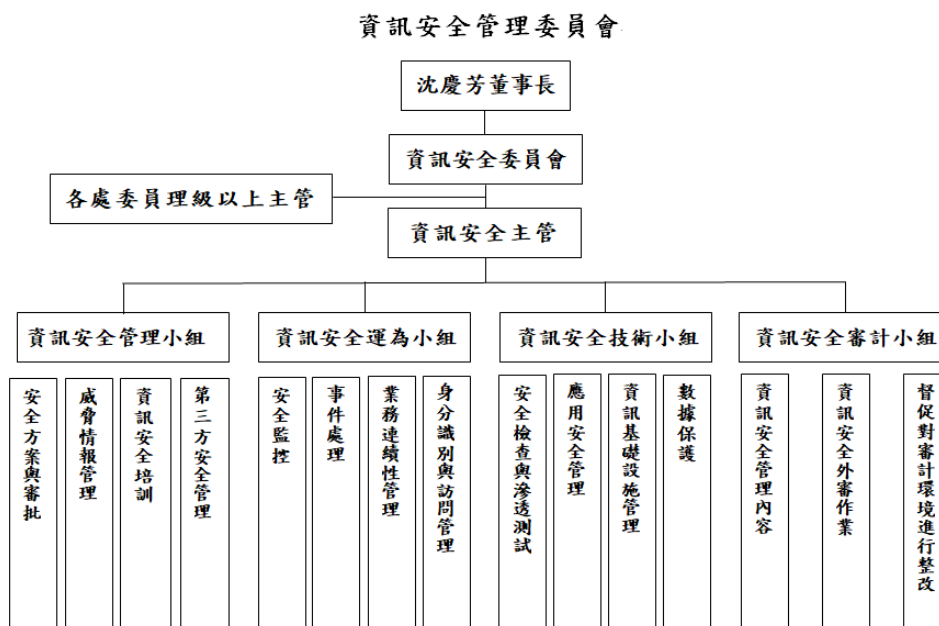 資訊安全管理委員會
沈慶芳董事長
資訊安全委員會
各處委員理級以上主管
資訊安全主管
資訊安全管理小組
資訊安全運為小組
資訊安全技術小組
資訊安全審計小組
安全方案與審批
威脅情報管理
資訊安全培訓
第三方安全管理
安全監控
事件處理
業務連續性管理
身分識別與訪問管理
安全檢查與滲透測試
應用安全管理
資訊基礎設施管理
數據保護
資訊安全管理內容
資訊安全外審作業
督促對審計環境進行整改